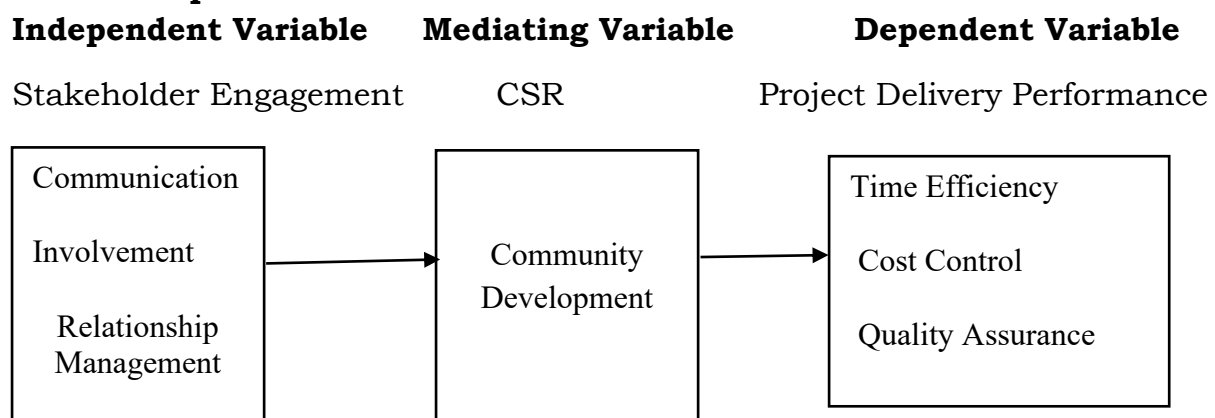 Independent Variable Mediating Variable Dependent Variable
Stakeholder Engagement CSR Project Delivery Performance
Communication
Involvement
Relationship
Management
Community
Development
Time Efficiency
Cost Control
Quality Assurance